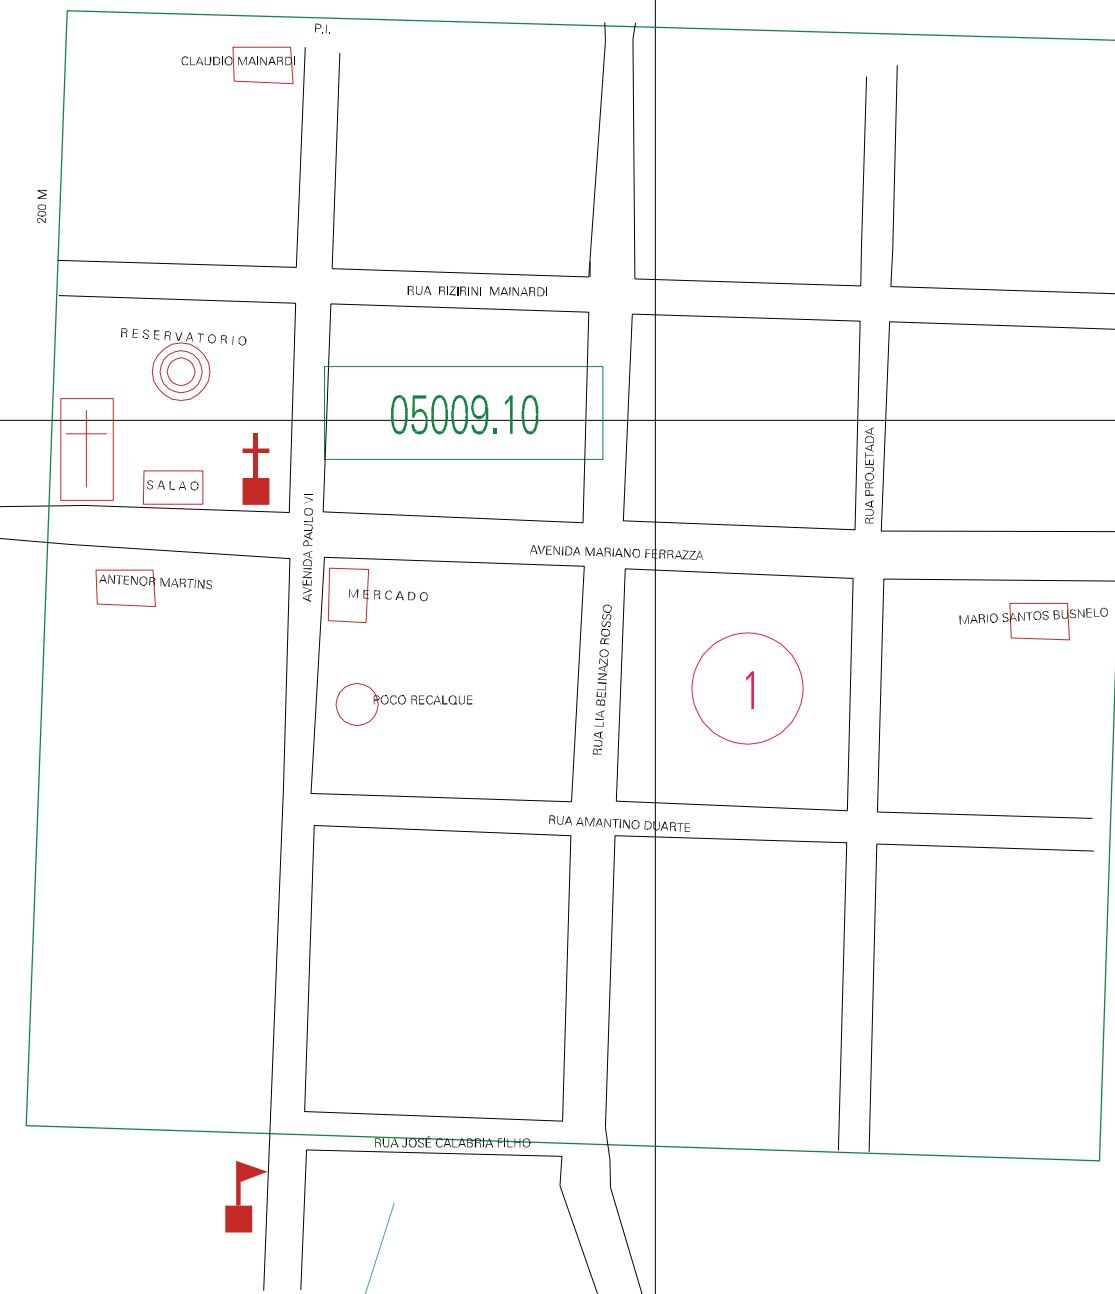 P.I.
CLAUDIO MAINARDI
200 M
RUA RIZIRINI MAINARDI
RESERVATORIO
05009.10
RUA PROJETADA
SALAO
AVENIDA PAULO VI
AVENIDA MARIANO FERRAZZA
ANTENOR MARTINS
MERCADO
MARIO SANTOS BUSNELO
RUA LIA BELINAZO ROSSO
1
POCO RECALQUE
RUA AMANTINO DUARTE
RUA JOSÉ CALABRIA FILHO